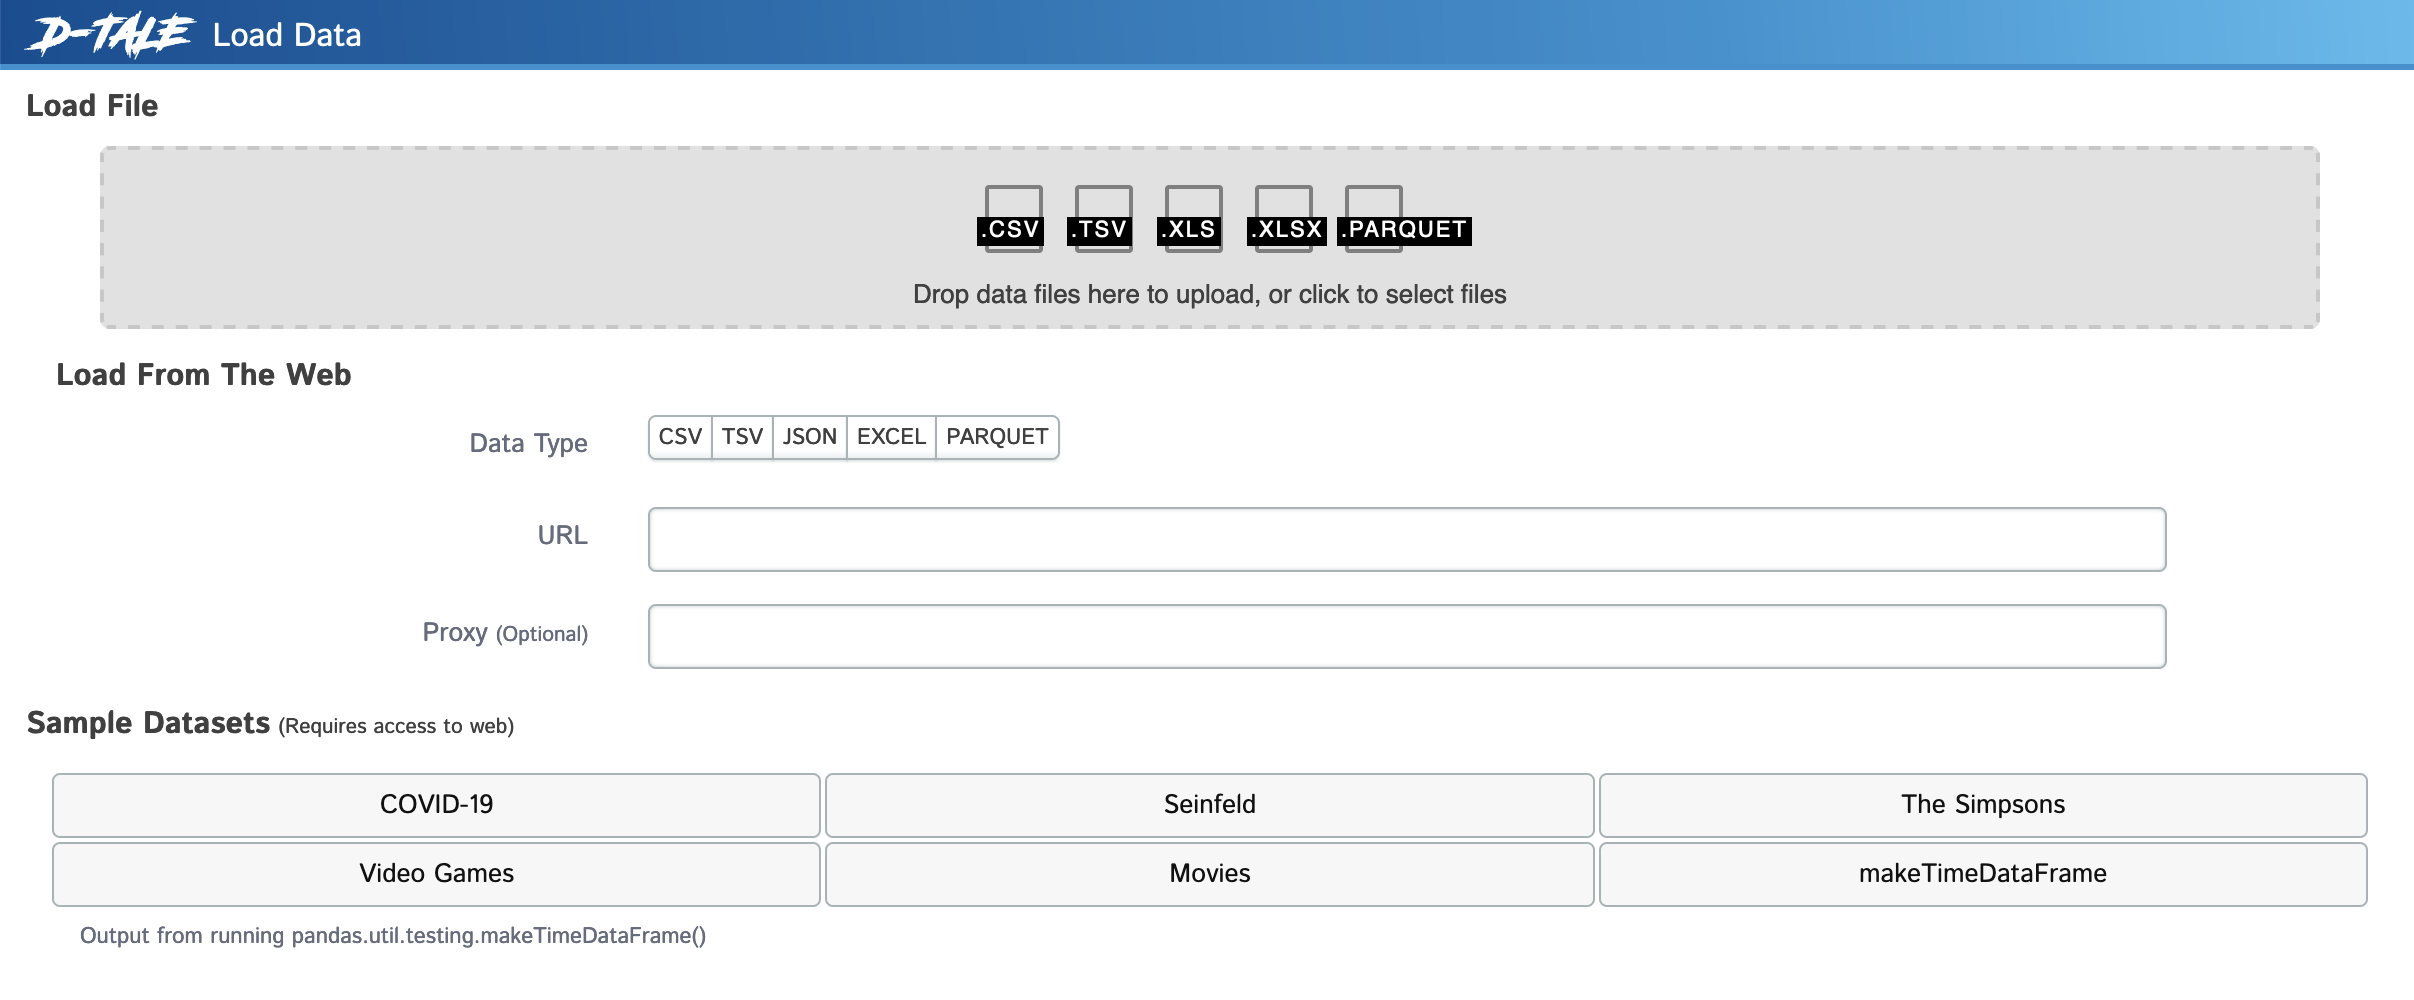 D-TALE Load Data
Load File
.CSV .TSV .XLS .XLSX .PARQUET
Drop data files here to upload, or click to select files
Load From The Web
Data Type CSV TSV JSON EXCEL PARQUET
URL
Proxy (Optional)
Sample Datasets (Requires access to web)
COVID-19 Seinfeld The Simpsons
Video Games Movies makeTimeDataFrame
Output from running pandas.util.testing.makeTimeDataFrame()